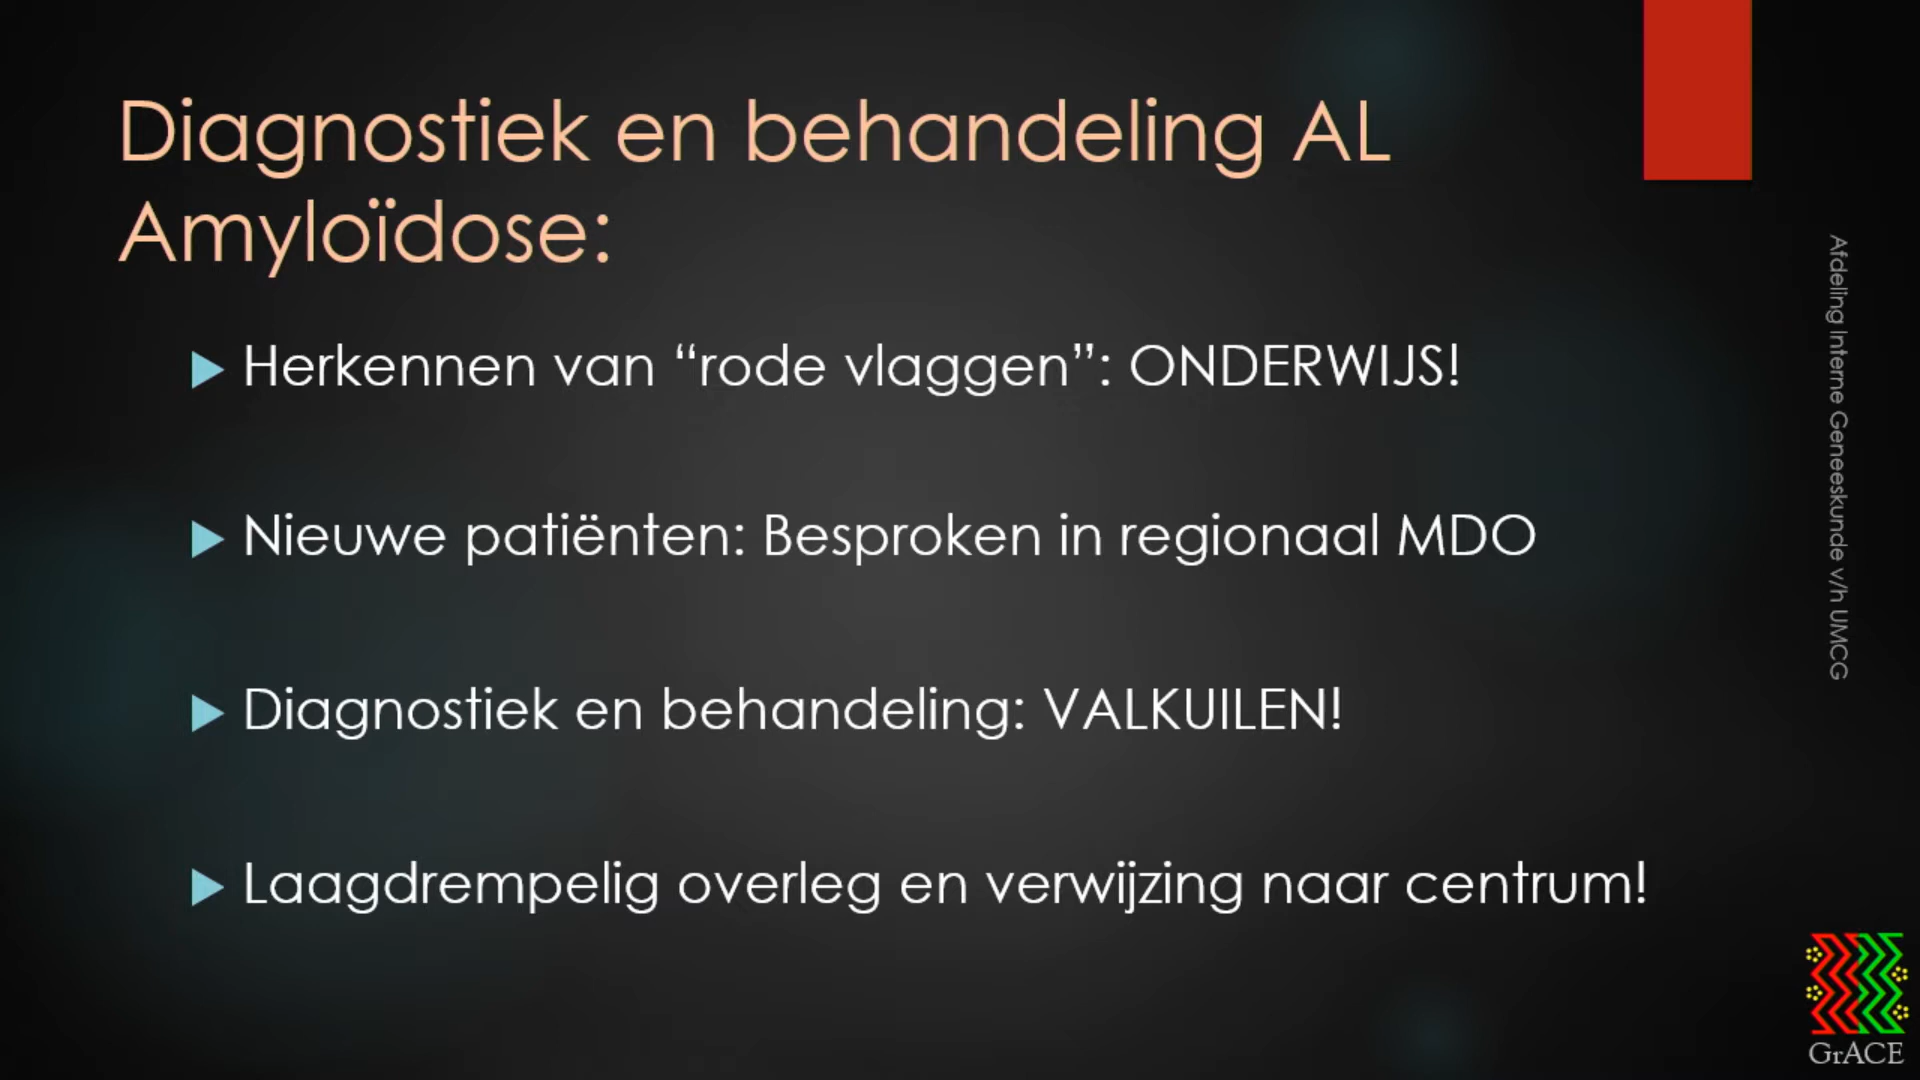 Diagnostiek en behandeling AL
Amyloïdose:
Herkennen van “rode vlaggen”: ONDERWIJS!
Nieuwe patiënten: Besproken in regionaal MDO
Diagnostiek en behandeling: VALKUILEN!
Laagdrempelig overleg en verwijzing naar centrum!
Afdeling Interne Geneeskunde v/h UMCG
GrACE